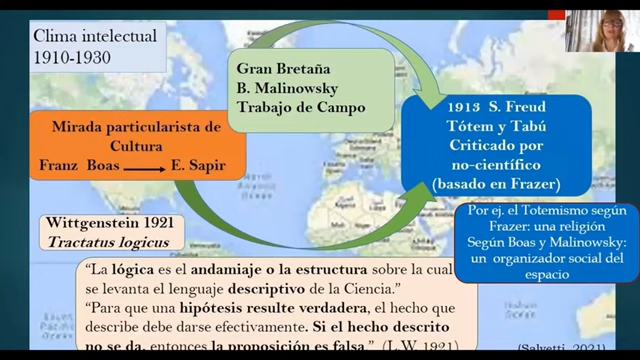 Clima intelectual
1910-1930
Gran Bretaña
B. Malinowsky
Trabajo de Campo
Mirada particularista de
Cultura
Franz Boas → E. Sapir
1913 S. Freud
Tótem y Tabú
Criticado por
no-científico
(basado en Frazer)
Wittgenstein 1921
Tractatus logicus
Por ej. el Totemismo según
Frazer: una religión
Según Boas y Malinowsky:
un organizador social del
espacio
“La lógica es el andamiaje o la estructura sobre la cual
se levanta el lenguaje descriptivo de la Ciencia.”
“Para que una hipótesis resulte verdadera, el hecho que
describe debe darse efectivamente. Si el hecho descrito
no se da, entonces la proposición es falsa.” (L.W. 1921)
(Salvetti, 2021)